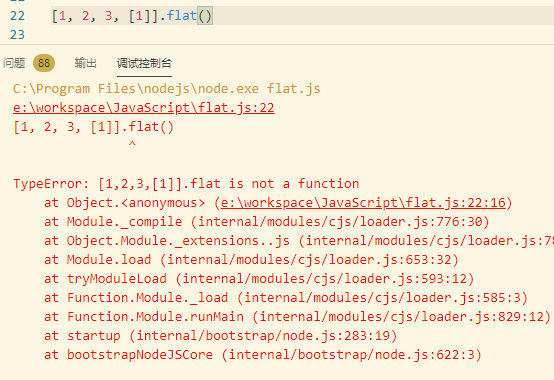 22 [1, 2, 3, [1]].flat()
23
问题 88 输出 调试控制台
C:\Program Files\nodejs\node.exe flat.js
e:\workspace\JavaScript\flat.js:22
[1, 2, 3, [1]].flat()
^
TypeError: [1,2,3,[1]].flat is not a function
at Object.<anonymous> (e:\workspace\JavaScript\flat.js:22:16)
at Module._compile (internal/modules/cjs/loader.js:776:30)
at Object.Module._extensions..js (internal/modules/cjs/loader.js:78
at Module.load (internal/modules/cjs/loader.js:653:32)
at tryModuleLoad (internal/modules/cjs/loader.js:593:12)
at Function.Module._load (internal/modules/cjs/loader.js:585:3)
at Function.Module.runMain (internal/modules/cjs/loader.js:829:12)
at startup (internal/bootstrap/node.js:283:19)
at bootstrapNodeJSCore (internal/bootstrap/node.js:622:3)